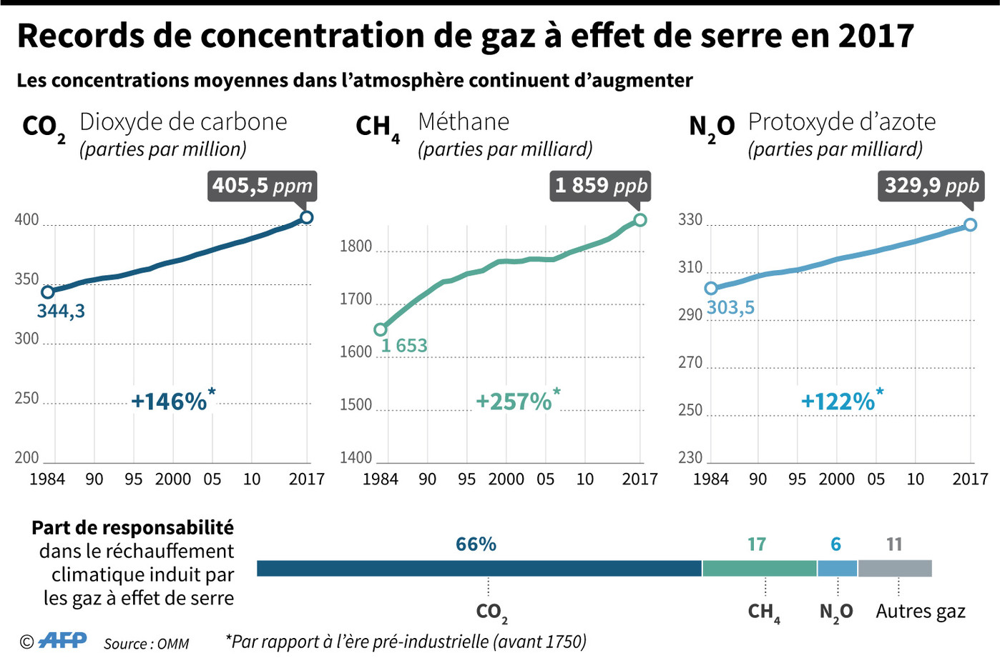 Records de concentration de gaz à effet de serre en 2017
Les concentrations moyennes dans l'atmosphère continuent d'augmenter
CO₂ Dioxyde de carbone
(parties par million)
405,5 ppm
400
350
344,3
300
250
+146%*
200
1984 90 95 2000 05 10 2017
CH₄ Méthane
(parties par milliard)
1 859 ppb
1800
1700
1 653
1600
1500
+257%*
1400
1984 90 95 2000 05 10 2017
N₂O Protoxyde d'azote
(parties par milliard)
329,9 ppb
330
310
303,5
290
270
+122%*
250
230
1984 90 95 2000 05 10 2017
Part de responsabilité
dans le réchauffement
climatique induit par
les gaz à effet de serre
66% 17 6 11
CO₂ CH₄ N₂O Autres gaz
© AFP Source : OMM *Par rapport à l'ère pré-industrielle (avant 1750)